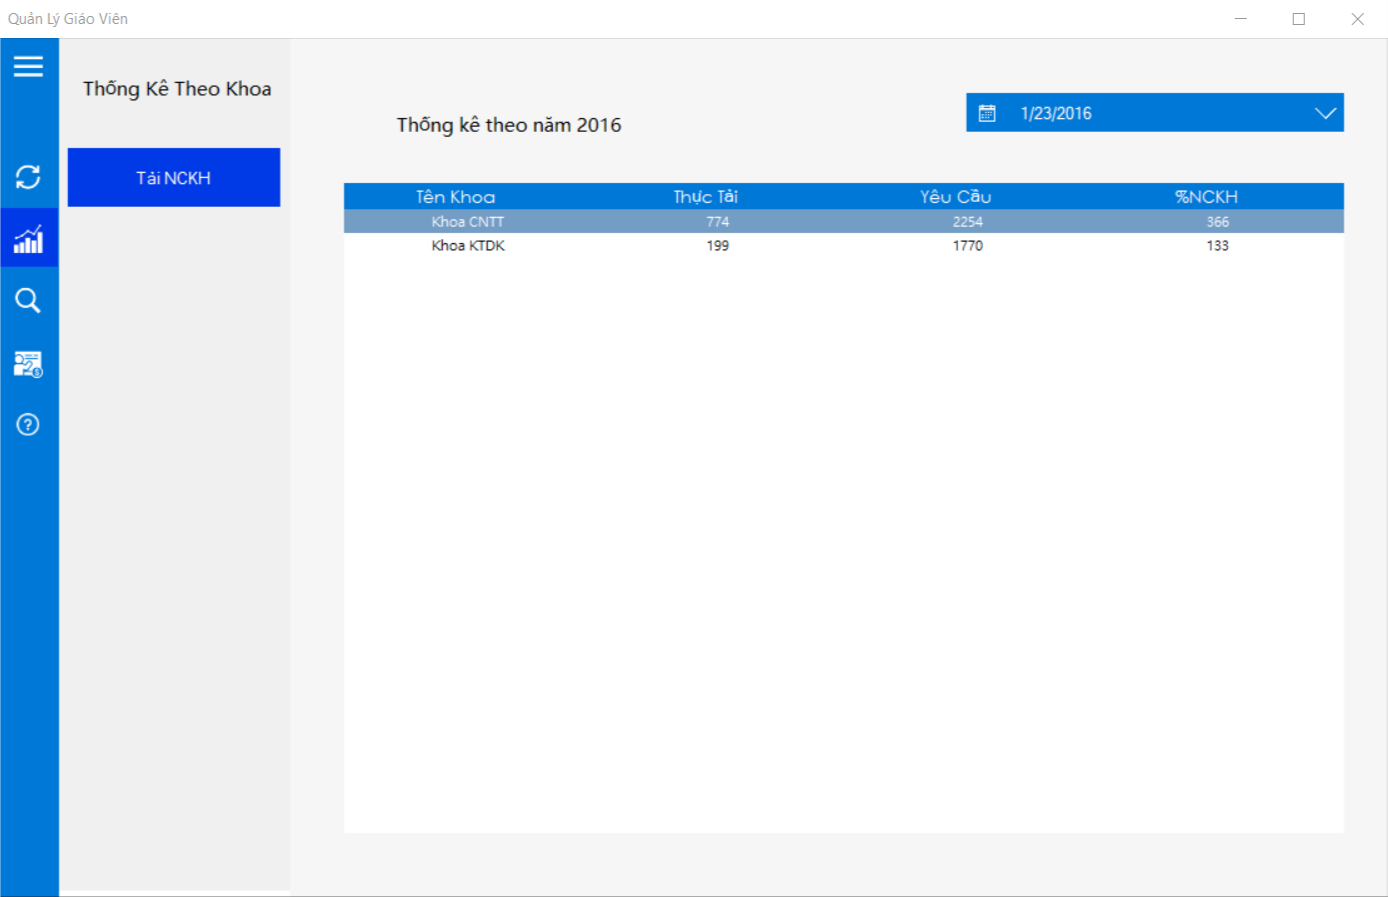 Quản Lý Giáo Viên
Thống Kê Theo Khoa
Tải NCKH
Thống kê theo năm 2016
1/23/2016
Tên Khoa Thực Tải Yêu Cầu %NCKH
Khoa CNTT 774 2254 366
Khoa KTDK 199 1770 133